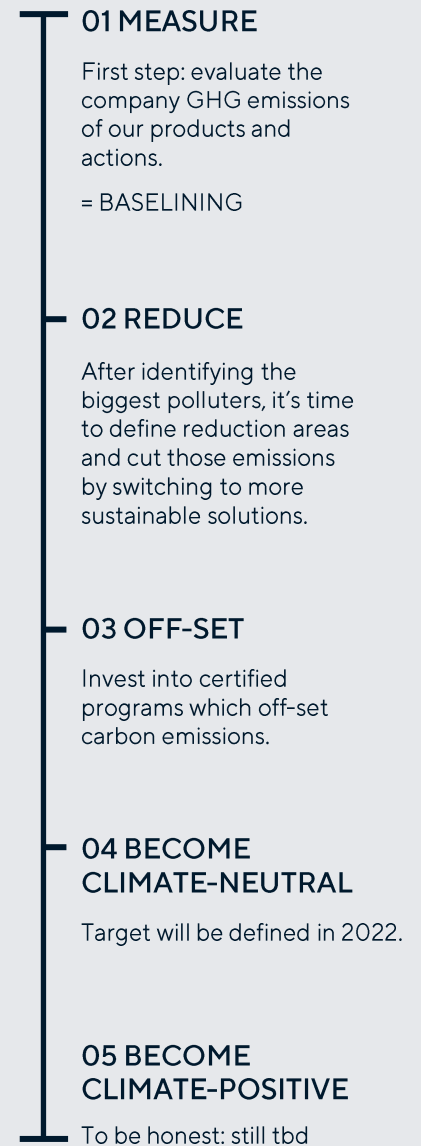 01 MEASURE
First step: evaluate the
company GHG emissions
of our products and
actions.
= BASELINING
02 REDUCE
After identifying the
biggest polluters, it’s time
to define reduction areas
and cut those emissions
by switching to more
sustainable solutions.
03 OFF-SET
Invest into certified
programs which off-set
carbon emissions.
04 BECOME
CLIMATE-NEUTRAL
Target will be defined in 2022.
05 BECOME
CLIMATE-POSITIVE
To be honest: still tbd